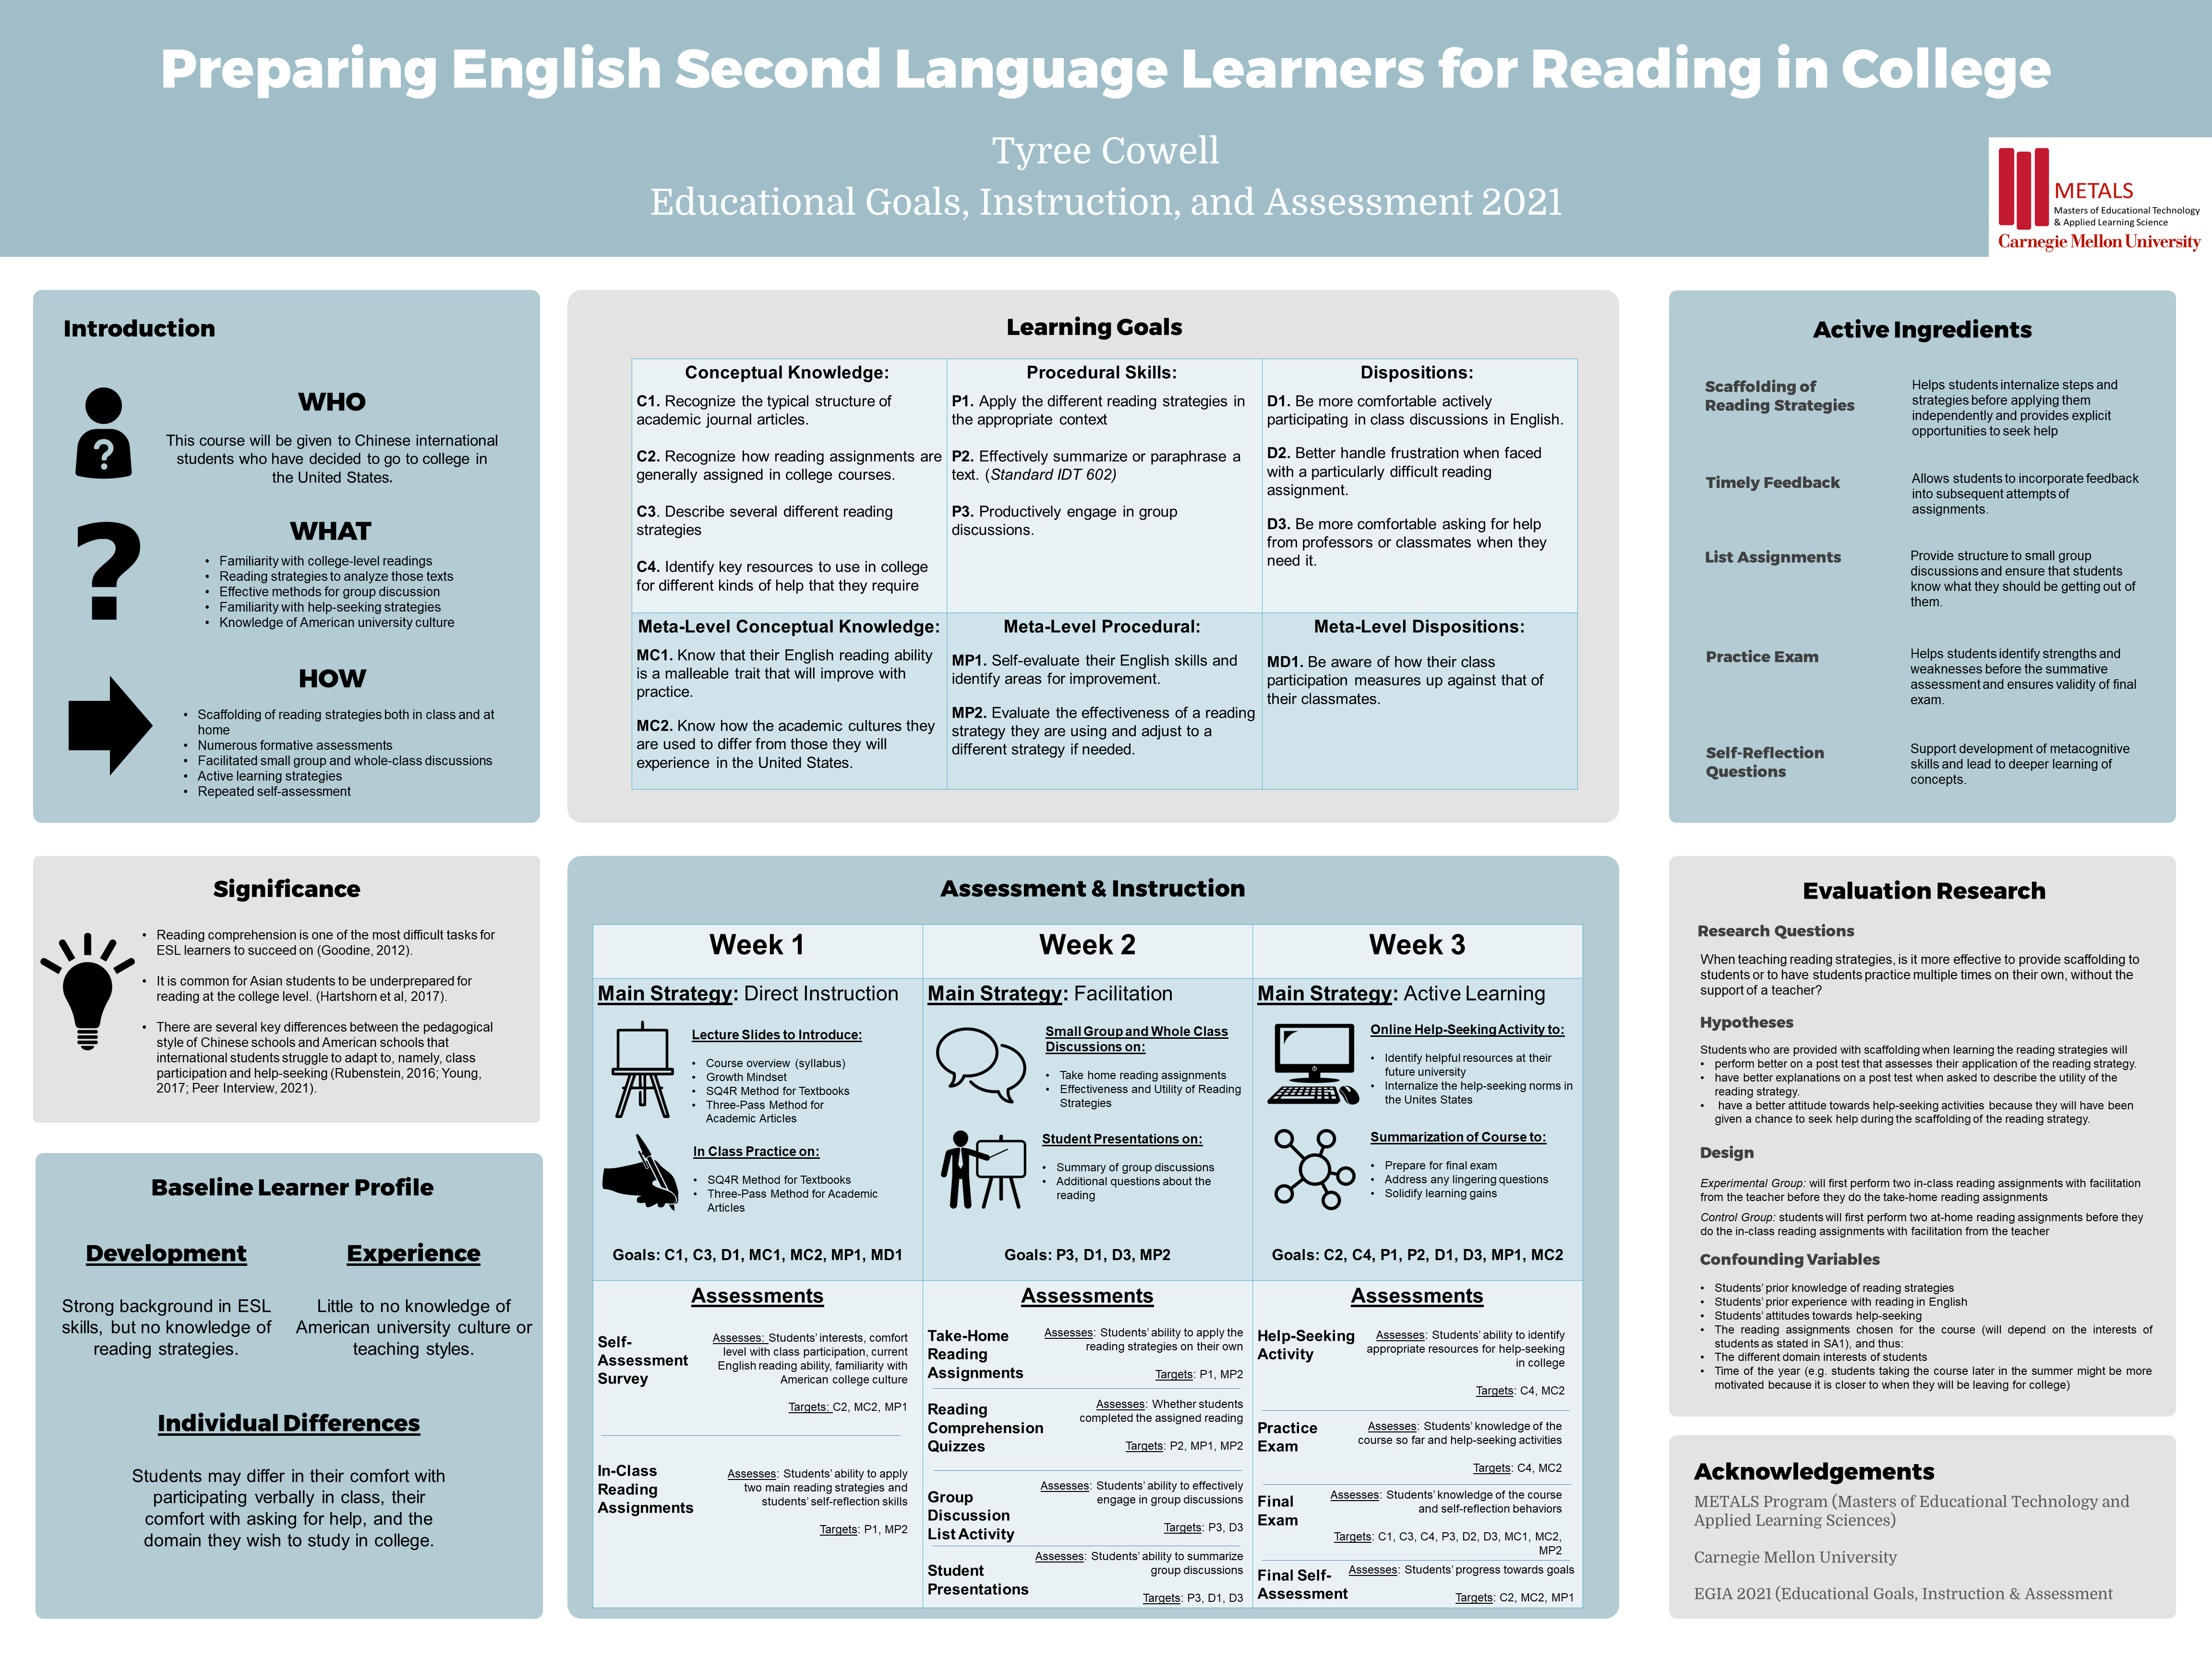 Preparing English Second Language Learners for Reading in College
Tyree Cowell
Educational Goals, Instruction, and Assessment 2021
METALS
Masters of Educational Technology
& Applied Learning Science
Carnegie Mellon University
Introduction
WHO
This course will be given to Chinese international
students who have decided to go to college in
the United States.
WHAT
• Familiarity with college-level readings
• Reading strategies to analyze those texts
• Effective methods for group discussion
• Familiarity with help-seeking strategies
• Knowledge of American university culture
HOW
• Scaffolding of reading strategies both in class and at
home
• Numerous formative assessments
• Facilitated small group and whole-class discussions
• Active learning strategies
• Repeated self-assessment
Learning Goals
Conceptual Knowledge:
C1. Recognize the typical structure of
academic journal articles.
C2. Recognize how reading assignments are
generally assigned in college courses.
C3. Describe several different reading
strategies
C4. Identify key resources to use in college
for different kinds of help that they require
Procedural Skills:
P1. Apply the different reading strategies in
the appropriate context
P2. Effectively summarize or paraphrase a
text. (Standard IDT 602)
P3. Productively engage in group
discussions.
Dispositions:
D1. Be more comfortable actively
participating in class discussions in English.
D2. Better handle frustration when faced
with a particularly difficult reading
assignment.
D3. Be more comfortable asking for help
from professors or classmates when they
need it.
Meta-Level Conceptual Knowledge:
MC1. Know that their English reading ability
is a malleable trait that will improve with
practice.
MC2. Know how the academic cultures they
are used to differ from those they will
experience in the United States.
Meta-Level Procedural:
MP1. Self-evaluate their English skills and
identify areas for improvement.
MP2. Evaluate the effectiveness of a reading
strategy they are using and adjust to a
different strategy if needed.
Meta-Level Dispositions:
MD1. Be aware of how their class
participation measures up against that of
their classmates.
Active Ingredients
Scaffolding of
Reading Strategies
Helps students internalize steps and
strategies before applying them
independently and provides explicit
opportunities to seek help
Timely Feedback
Allows students to incorporate feedback
into subsequent attempts of
assignments.
List Assignments
Provide structure to small group
discussions and ensure that students
know what they should be getting out of
them.
Practice Exam
Helps students identify strengths and
weaknesses before the summative
assessment and ensures validity of final
exam.
Self-Reflection
Questions
Support development of metacognitive
skills and lead to deeper learning of
concepts.
Significance
• Reading comprehension is one of the most difficult tasks for
ESL learners to succeed on (Goodine, 2012).
• It is common for Asian students to be underprepared for
reading at the college level. (Hartshorn et al, 2017).
• There are several key differences between the pedagogical
style of Chinese schools and American schools that
international students struggle to adapt to, namely, class
participation and help-seeking (Rubenstein, 2016; Young,
2017; Peer Interview, 2021).
Baseline Learner Profile
Development
Strong background in ESL
skills, but no knowledge of
reading strategies.
Experience
Little to no knowledge of
American university culture or
teaching styles.
Individual Differences
Students may differ in their comfort with
participating verbally in class, their
comfort with asking for help, and the
domain they wish to study in college.
Assessment & Instruction
Week 1
Main Strategy: Direct Instruction
Lecture Slides to Introduce:
• Course overview (syllabus)
• Growth Mindset
• SQ4R Method for Textbooks
• Three-Pass Method for
Academic Articles
In Class Practice on:
• SQ4R Method for Textbooks
• Three-Pass Method for Academic
Articles
Goals: C1, C3, D1, MC1, MC2, MP1, MD1
Assessments
Self-
Assessment
Survey
Assesses: Students' interests, comfort
level with class participation, current
English reading ability, familiarity with
American college culture
Targets: C2, MC2, MP1
In-Class
Reading
Assignments
Assesses: Students' ability to apply
two main reading strategies and
students' self-reflection skills
Targets: P1, MP2
Week 2
Main Strategy: Facilitation
Small Group and Whole Class
Discussions on:
• Take home reading assignments
• Effectiveness and Utility of Reading
Strategies
Student Presentations on:
• Summary of group discussions
• Additional questions about the
reading
Goals: P3, D1, D3, MP2
Assessments
Take-Home
Reading
Assignments
Assesses: Students' ability to apply the
reading strategies on their own
Targets: P1, MP2
Reading
Comprehension
Quizzes
Assesses: Whether students
completed the assigned reading
Targets: P2, MP1, MP2
Group
Discussion
List Activity
Assesses: Students' ability to effectively
engage in group discussions
Targets: P3, D3
Student
Presentations
Assesses: Students' ability to summarize
group discussions
Targets: P3, D1, D3
Week 3
Main Strategy: Active Learning
Online Help-Seeking Activity to:
• Identify helpful resources at their
future university
• Internalize the help-seeking norms in
the Unites States
Summarization of Course to:
• Prepare for final exam
• Address any lingering questions
• Solidify learning gains
Goals: C2, C4, P1, P2, D1, D3, MP1, MC2
Assessments
Help-Seeking
Activity
Assesses: Students' ability to identify
appropriate resources for help-seeking
in college
Targets: C4, MC2
Practice
Exam
Assesses: Students' knowledge of the
course so far and help-seeking activities
Targets: C4, MC2
Final
Exam
Assesses: Students' knowledge of the course
and self-reflection behaviors
Targets: C1, C3, C4, P3, D2, D3, MC1, MC2,
MP2
Final Self-
Assessment
Assesses: Students' progress towards goals
Targets: C2, MC2, MP1
Evaluation Research
Research Questions
When teaching reading strategies, is it more effective to provide scaffolding to
students or to have students practice multiple times on their own, without the
support of a teacher?
Hypotheses
Students who are provided with scaffolding when learning the reading strategies will
• perform better on a post test that assesses their application of the reading strategy.
• have better explanations on a post test when asked to describe the utility of the
reading strategy.
• have a better attitude towards help-seeking activities because they will have been
given a chance to seek help during the scaffolding of the reading strategy.
Design
Experimental Group: will first perform two in-class reading assignments with facilitation
from the teacher before they do the take-home reading assignments
Control Group: students will first perform two at-home reading assignments before they
do the in-class reading assignments with facilitation from the teacher
Confounding Variables
• Students' prior knowledge of reading strategies
• Students' prior experience with reading in English
• Students' attitudes towards help-seeking
• The reading assignments chosen for the course (will depend on the interests of
students as stated in SA1), and thus:
• The different domain interests of students
• Time of the year (e.g. students taking the course later in the summer might be more
motivated because it is closer to when they will be leaving for college)
Acknowledgements
METALS Program (Masters of Educational Technology and
Applied Learning Sciences)
Carnegie Mellon University
EGIA 2021 (Educational Goals, Instruction & Assessment